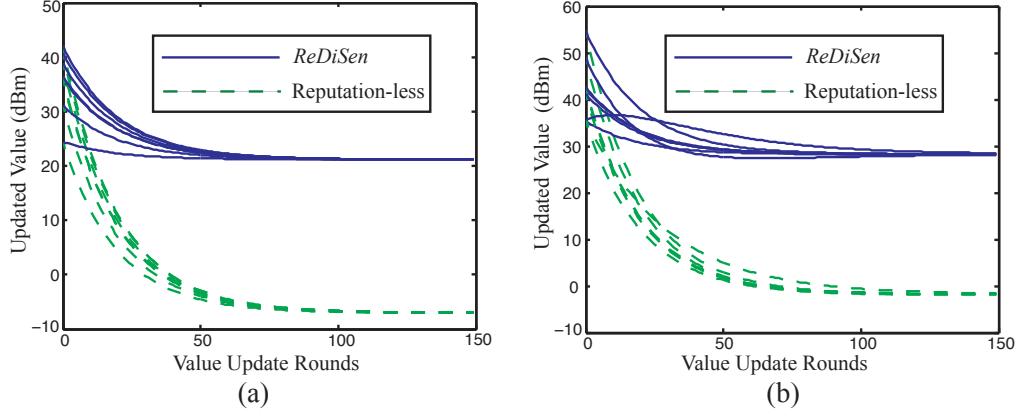 50
40
30
20
10
0
−10
0
50
100
150
Updated Value (dBm)
Value Update Rounds
ReDiSen
Reputation-less
(a)
60
50
40
30
20
10
0
10
0
50
100
150
Updated Value (dBm)
Value Update Rounds
ReDiSen
Reputation-less
(b)